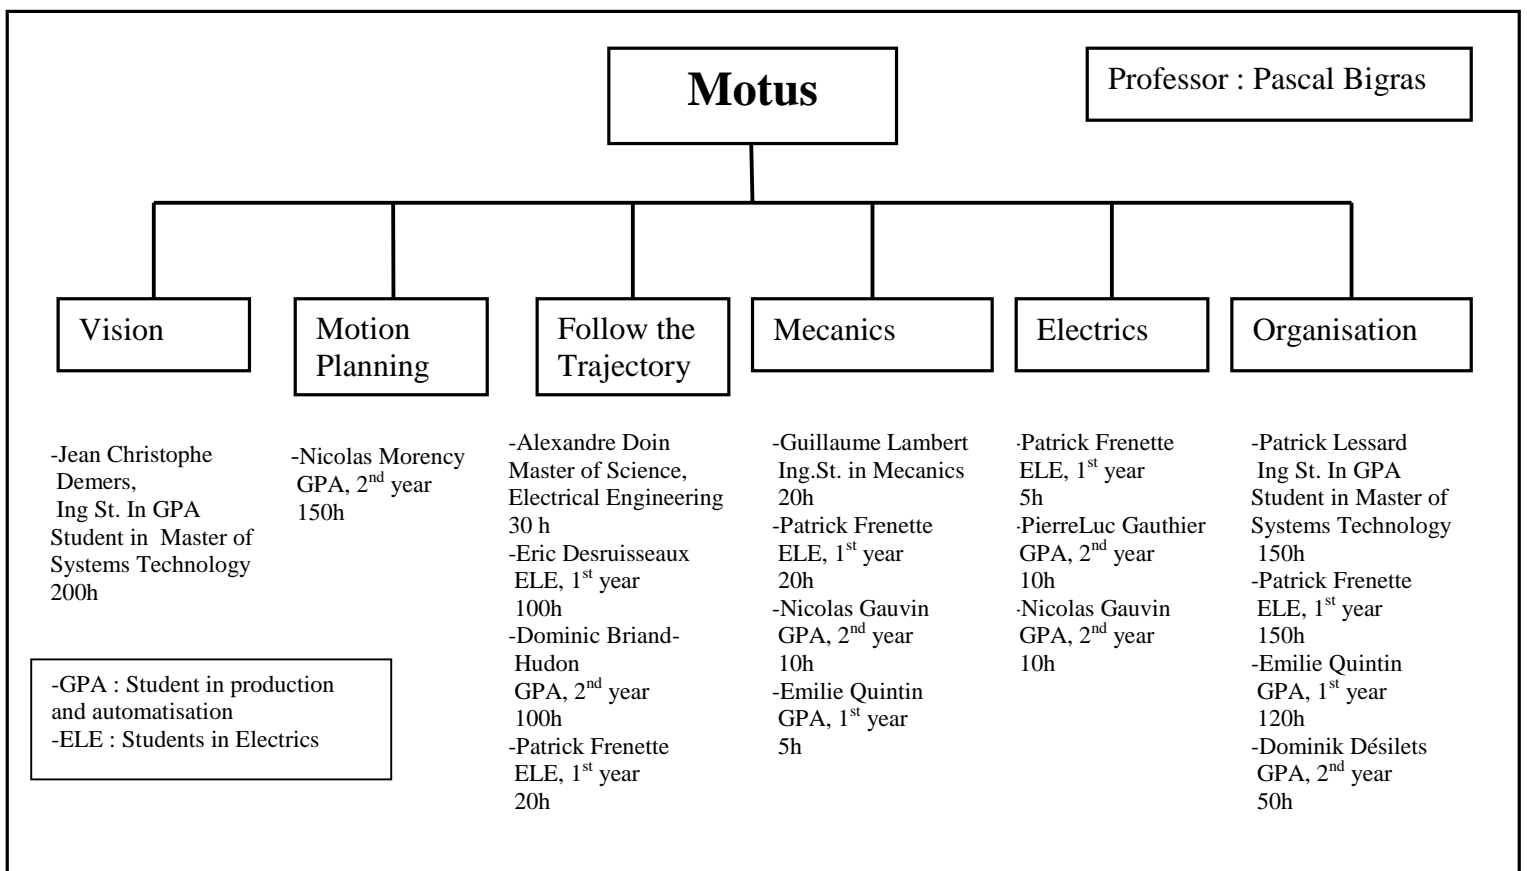 Motus
Professor : Pascal Bigras
Vision
Motion
Planning
Follow the
Trajectory
Mecanics
Electrics
Organisation
-Jean Christophe
Demers,
Ing St. In GPA
Student in Master of
Systems Technology
200h
-Nicolas Morency
GPA, 2nd year
150h
-Alexandre Doin
Master of Science,
Electrical Engineering
30 h
-Eric Desruisseaux
ELE, 1st year
100h
-Dominic Briand-
Hudon
GPA, 2nd year
100h
-Patrick Frenette
ELE, 1st year
20h
-Guillaume Lambert
Ing.St. in Mecanics
20h
-Patrick Frenette
ELE, 1st year
20h
-Nicolas Gauvin
GPA, 2nd year
10h
-Emilie Quintin
GPA, 1st year
5h
-Patrick Frenette
ELE, 1st year
5h
-PierreLuc Gauthier
GPA, 2nd year
10h
-Nicolas Gauvin
GPA, 2nd year
10h
-Patrick Lessard
Ing St. In GPA
Student in Master of
Systems Technology
150h
-Patrick Frenette
ELE, 1st year
150h
-Emilie Quintin
GPA, 1st year
120h
-Dominik Désilets
GPA, 2nd year
50h
-GPA : Student in production
and automatisation
-ELE : Students in Electrics